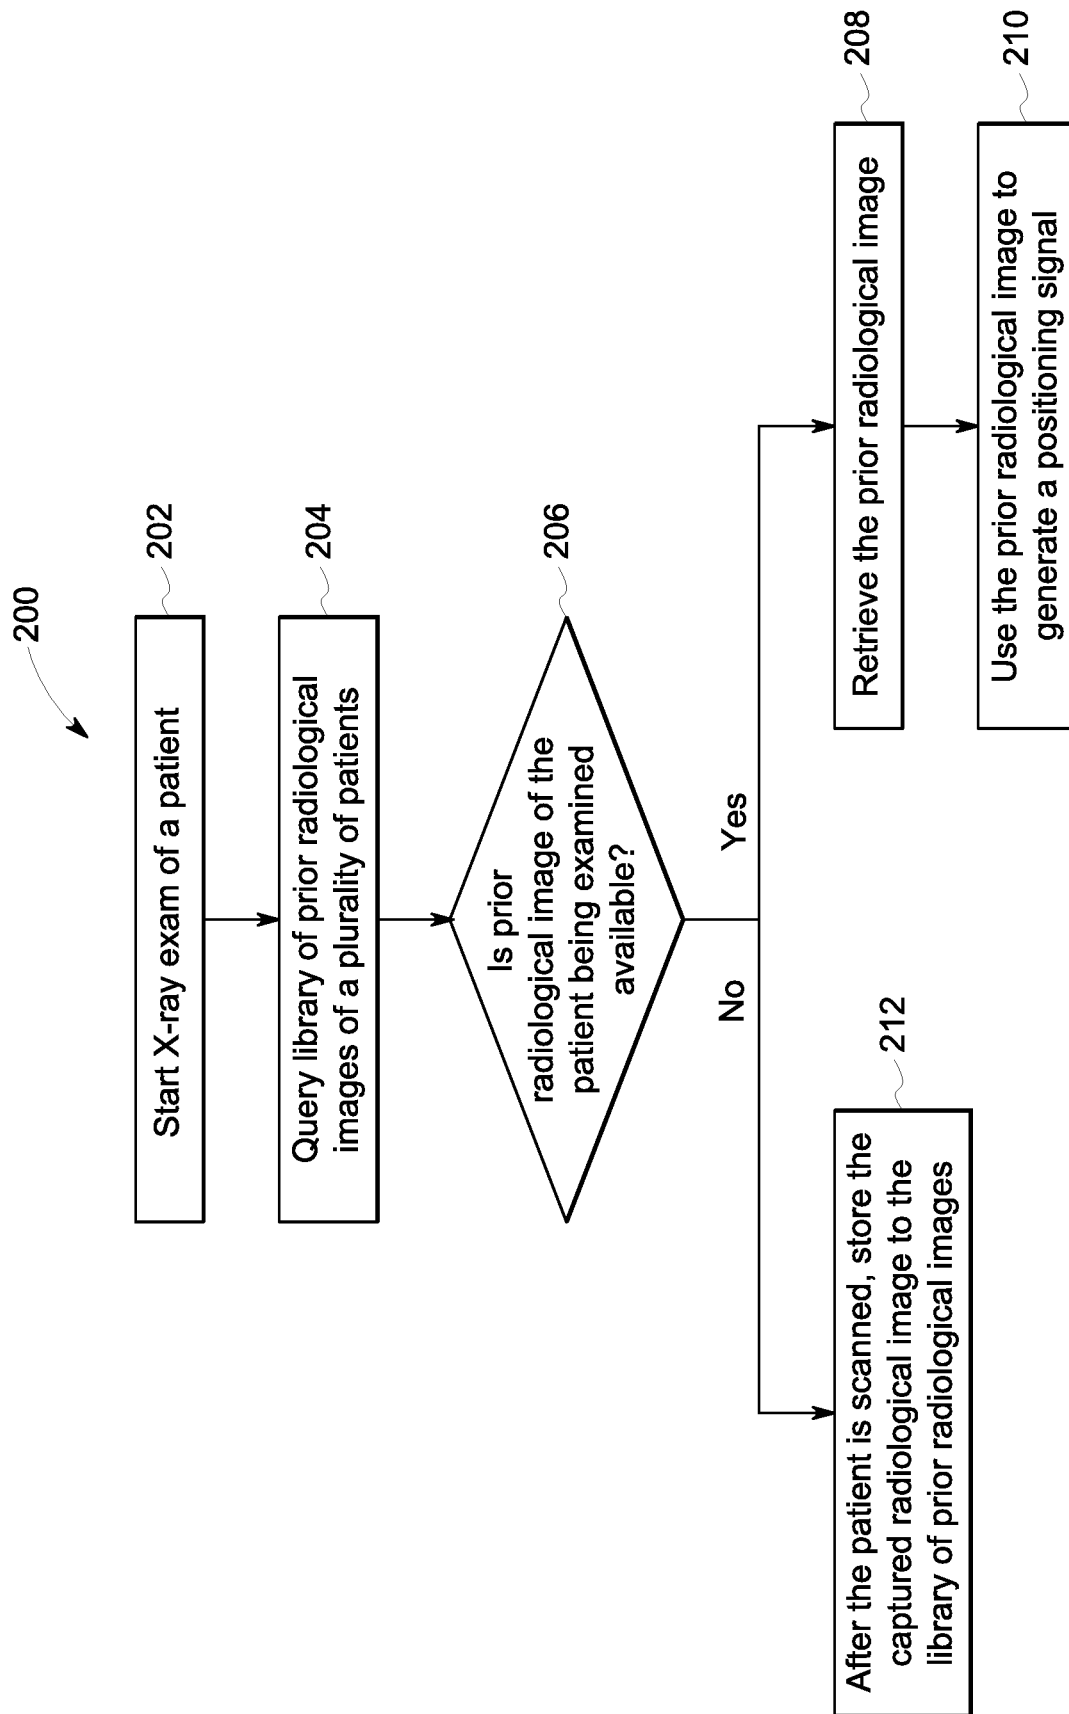 200
Start X-ray exam of a patient
202
Query library of prior radiological
images of a plurality of patients
204
Is prior
radiological image of the
patient being examined
available?
206
No
Yes
After the patient is scanned, store the
captured radiological image to the
library of prior radiological images
212
Retrieve the prior radiological image
208
Use the prior radiological image to
generate a positioning signal
210